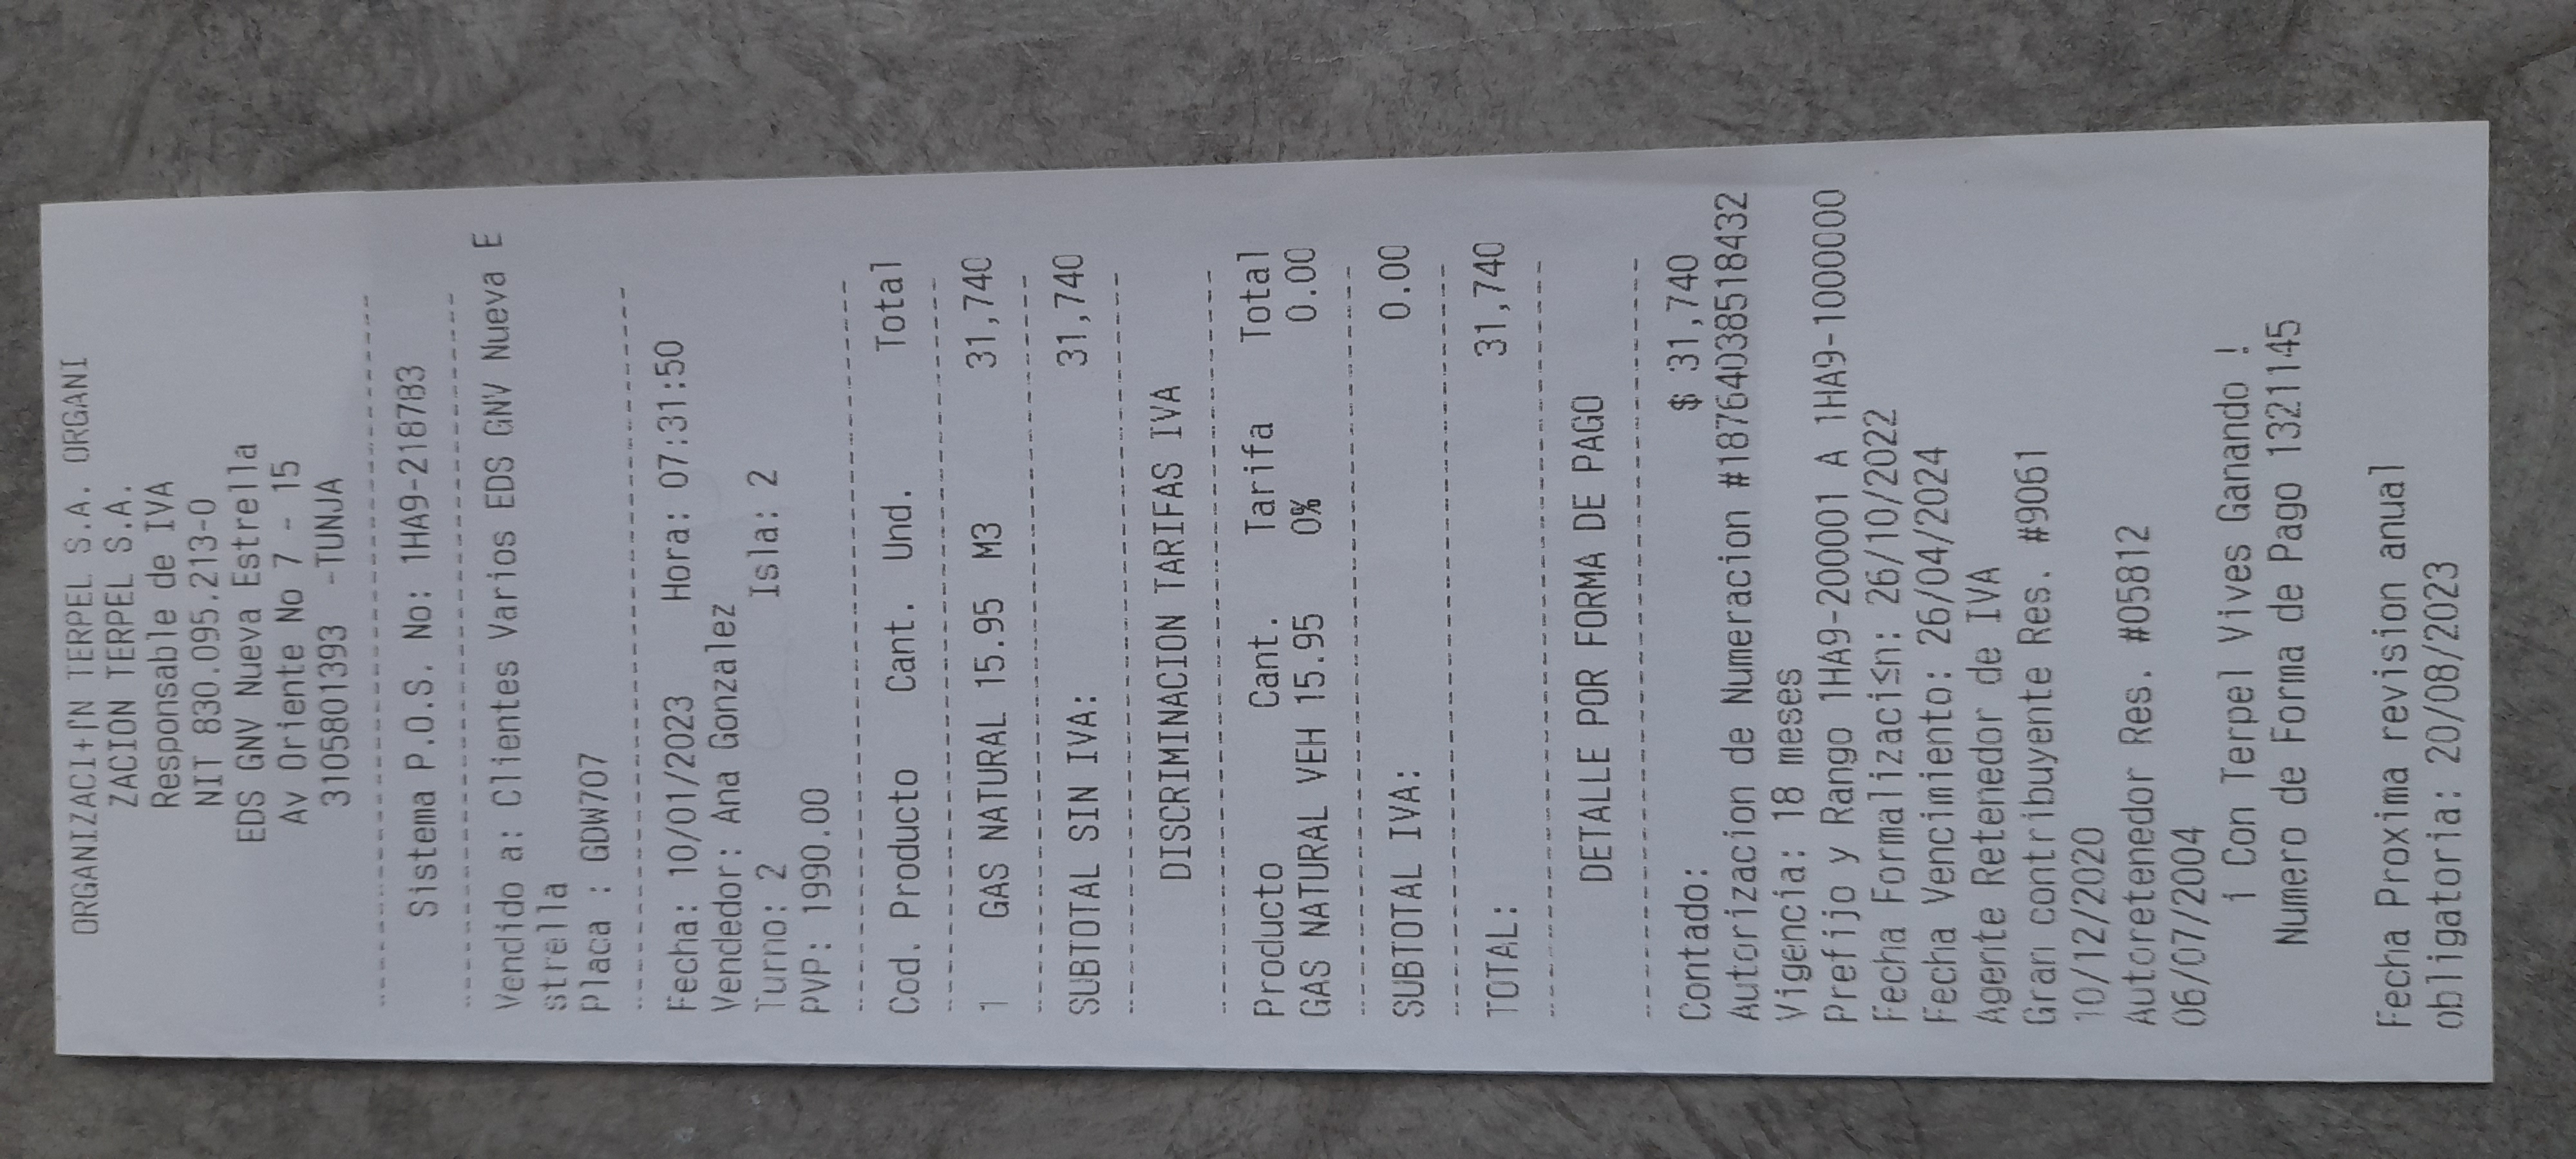 ORGANIZACI+I'N TERPEL S.A. ORGANI
ZACION TERPEL S.A.
Responsable de IVA
NIT 830.095.213-0
EDS GNV Nueva Estrella
Av Oriente No 7 - 15
3105801393 -TUNJA
--------------------------------
Sistema P.O.S. No: 1HA9-218783
--------------------------------
Vendido a: Clientes Varios EDS GNV Nueva E
strella
Placa : GDW707
--------------------------------
Fecha: 10/01/2023 Hora: 07:31:50
Vendedor: Ana Gonzalez
Turno: 2 Isla: 2
PVP: 1990.00
--------------------------------
Cod. Producto Cant. Und. Total
--------------------------------
1 GAS NATURAL 15.95 M3 31,740
--------------------------------
SUBTOTAL SIN IVA: 31,740
--------------------------------
DISCRIMINACION TARIFAS IVA
--------------------------------
Producto Cant. Tarifa Total
GAS NATURAL VEH 15.95 0% 0.00
--------------------------------
SUBTOTAL IVA: 0.00
--------------------------------
TOTAL: 31,740
--------------------------------
DETALLE POR FORMA DE PAGO
--------------------------------
Contado: $ 31,740
Autorizacion de Numeracion #18764038518432
Vigencia: 18 meses
Prefijo y Rango 1HA9-200001 A 1HA9-1000000
Fecha Formalizaci≤n: 26/10/2022
Fecha Vencimiento: 26/04/2024
Agente Retenedor de IVA
Gran contribuyente Res. #9061
10/12/2020
Autoretenedor Res. #05812
06/07/2004
¡ Con Terpel Vives Ganando !
Numero de Forma de Pago 1321145
Fecha Proxima revision anual
obligatoria: 20/08/2023